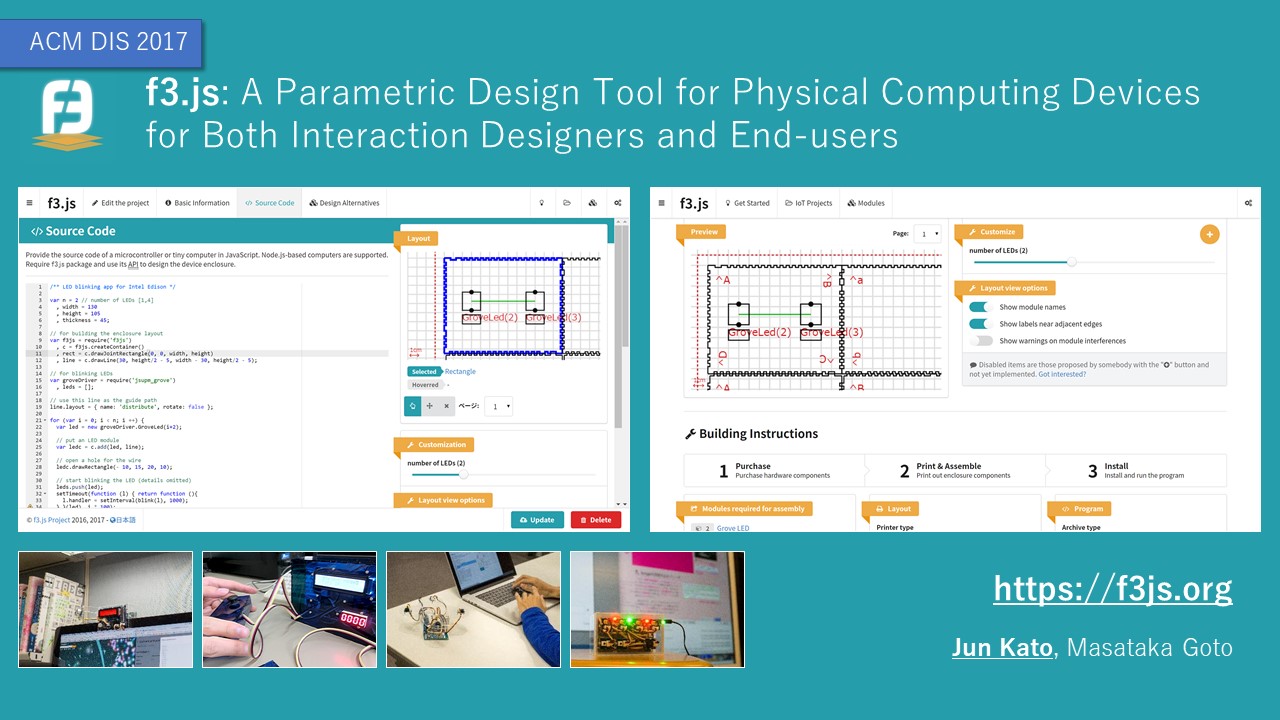 ACM DIS 2017
f3.js: A Parametric Design Tool for Physical Computing Devices
for Both Interaction Designers and End-users
f3.js
Edit the project
Basic Information
</> Source Code
Design Alternatives
</> Source Code
Provide the source code of a microcontroller or tiny computer in JavaScript. Node.js-based computers are supported.
Require f3js package and use its API to design the device enclosure.
1 /** LED blinking app for Intel Edison */
2
3 var n = 2 // number of LEDs [1,4]
4 , width = 130
5 , height = 105
6 , thickness = 45;
7
8 // for building the enclosure layout
9 var f3js = require('f3js')
10 , c = f3js.createContainer()
11 , rect = c.drawJointRectangle(0, 0, width, height)
12 , line = c.drawLine(30, height/2 - 5, width - 30, height/2 - 5);
13
14 // for blinking LEDs
15 var groveDriver = require('jsupm_grove')
16 , leds = [];
17
18 // use this line as the guide path
19 line.layout = { name: 'distribute', rotate: false };
20
21 for (var i = 0; i < n; i ++) {
22 var led = new groveDriver.GroveLed(i+2);
23
24 // put an LED module
25 var ledc = c.add(led, line);
26
27 // open a hole for the wire
28 ledc.drawRectangle(- 10, 15, 20, 10);
29
30 // start blinking the LED (details omitted)
31 leds.push(led);
32 setTimeout(function (l) { return function (){
33 l.handler = setInterval(blink(l), 1000);
Layout
GroveLed(2)
GroveLed(3)
1cm
Selected
Rectangle
Hoverred
-
ページ:
1
Customization
number of LEDs (2)
Layout view options
© f3.js Project 2016, 2017 - 日本語
Update
Delete
f3.js
Get Started
IoT Projects
Modules
Preview
Page:
1
^A
B
^a
GroveLed(2)
GroveLed(3)
Customize
number of LEDs (2)
Layout view options
Show module names
Show labels near adjacent edges
Show warnings on module interferences
Disabled items are those proposed by somebody with the "" button and
not yet implemented. Got interested?
Building Instructions
1
Purchase
Purchase hardware components
2
Print & Assemble
Print out enclosure components
3
Install
Install and run the program
Modules required for assembly
2
Grove LED
Layout
Printer type
</> Program
Archive type
https://f3js.org
Jun Kato, Masataka Goto